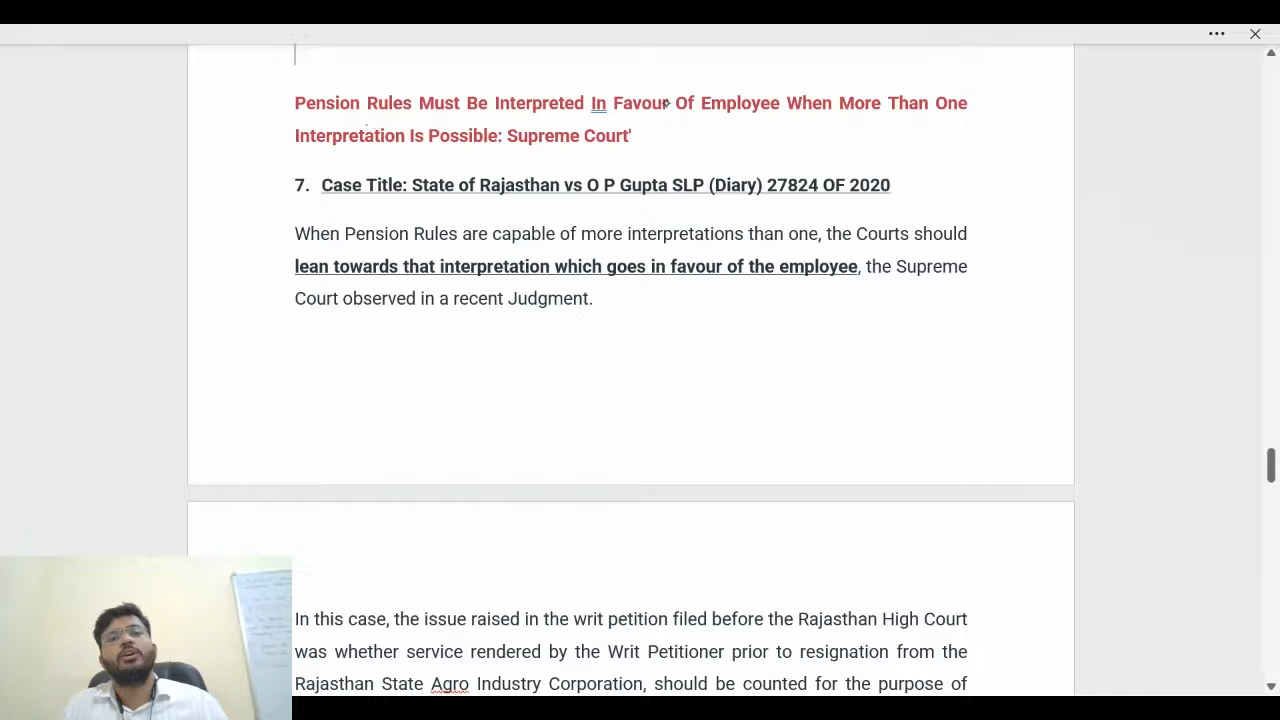 Pension Rules Must Be Interpreted In Favour Of Employee When More Than One
Interpretation Is Possible: Supreme Court'
7. Case Title: State of Rajasthan vs O P Gupta SLP (Diary) 27824 OF 2020
When Pension Rules are capable of more interpretations than one, the Courts should
lean towards that interpretation which goes in favour of the employee, the Supreme
Court observed in a recent Judgment.
In this case, the issue raised in the writ petition filed before the Rajasthan High Court
was whether service rendered by the Writ Petitioner prior to resignation from the
Rajasthan State Agro Industry Corporation, should be counted for the purpose of